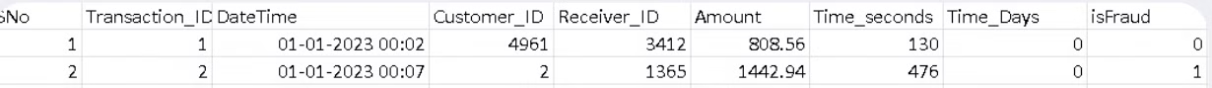 SNo Transaction_ID DateTime Customer_ID Receiver_ID Amount Time_seconds Time_Days isFraud
1 1 01-01-2023 00:02 4961 3412 808.56 130 0 0
2 2 01-01-2023 00:07 2 1365 1442.94 476 0 1